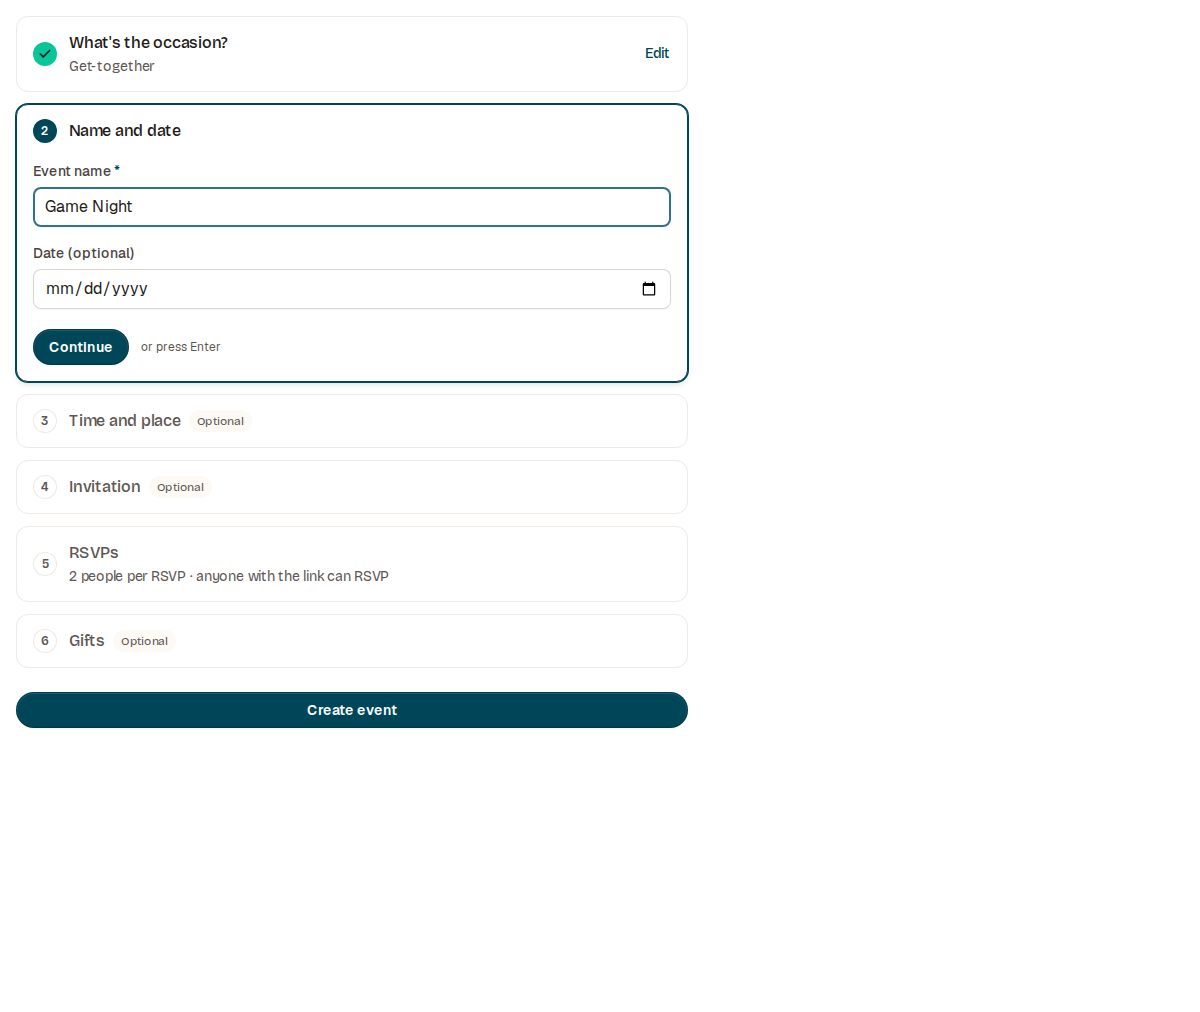 What's the occasion?
Get-together
Edit
2 Name and date
Event name *
Game Night
Date (optional)
mm/dd/yyyy
Continue or press Enter
3 Time and place Optional
4 Invitation Optional
5 RSVPs
2 people per RSVP · anyone with the link can RSVP
6 Gifts Optional
Create event